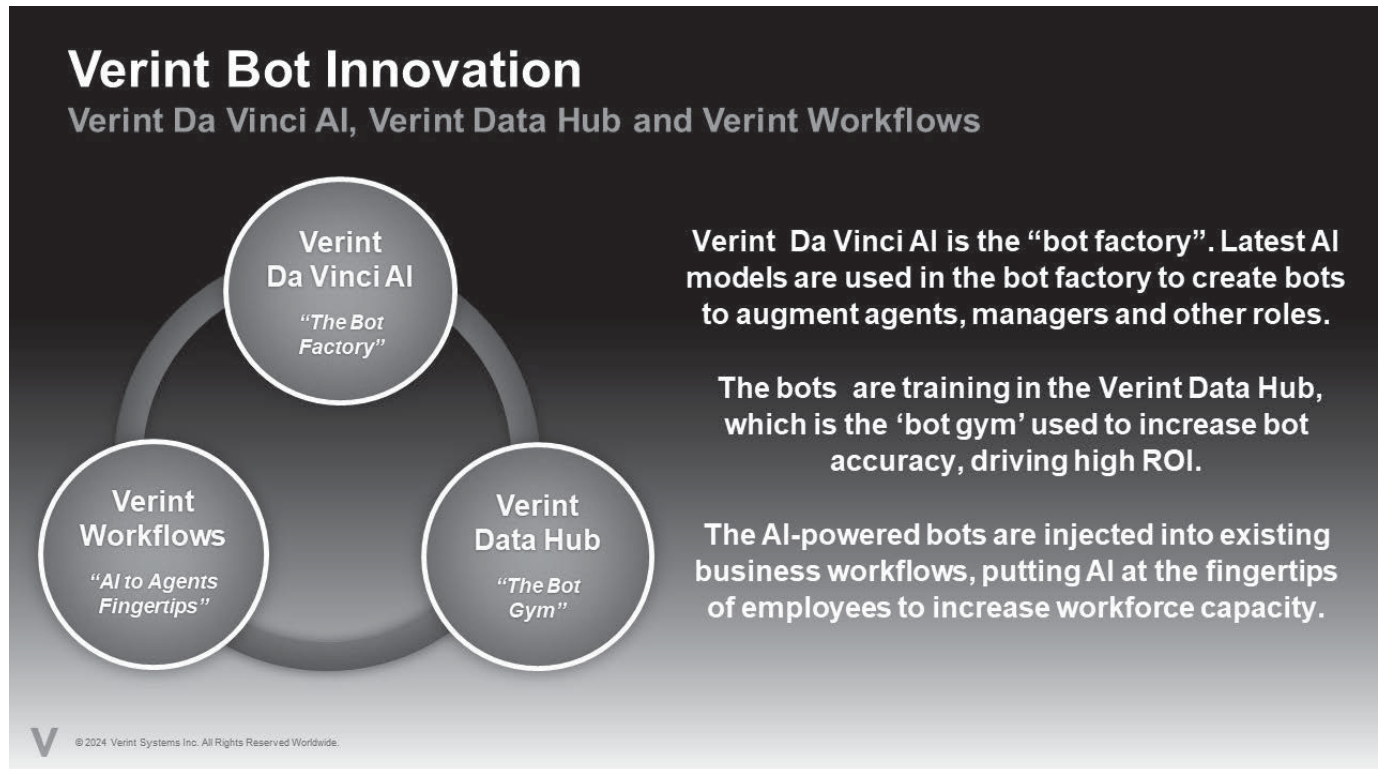 Verint Bot Innovation
Verint Da Vinci AI, Verint Data Hub and Verint Workflows
Verint
Da Vinci AI
“The Bot
Factory”
Verint
Workflows
“AI to Agents
Fingertips”
Verint
Data Hub
“The Bot
Gym”
Verint Da Vinci AI is the “bot factory”. Latest AI
models are used in the bot factory to create bots
to augment agents, managers and other roles.
The bots are training in the Verint Data Hub,
which is the ‘bot gym’ used to increase bot
accuracy, driving high ROI.
The AI-powered bots are injected into existing
business workflows, putting AI at the fingertips
of employees to increase workforce capacity.
V
© 2024 Verint Systems Inc. All Rights Reserved Worldwide.